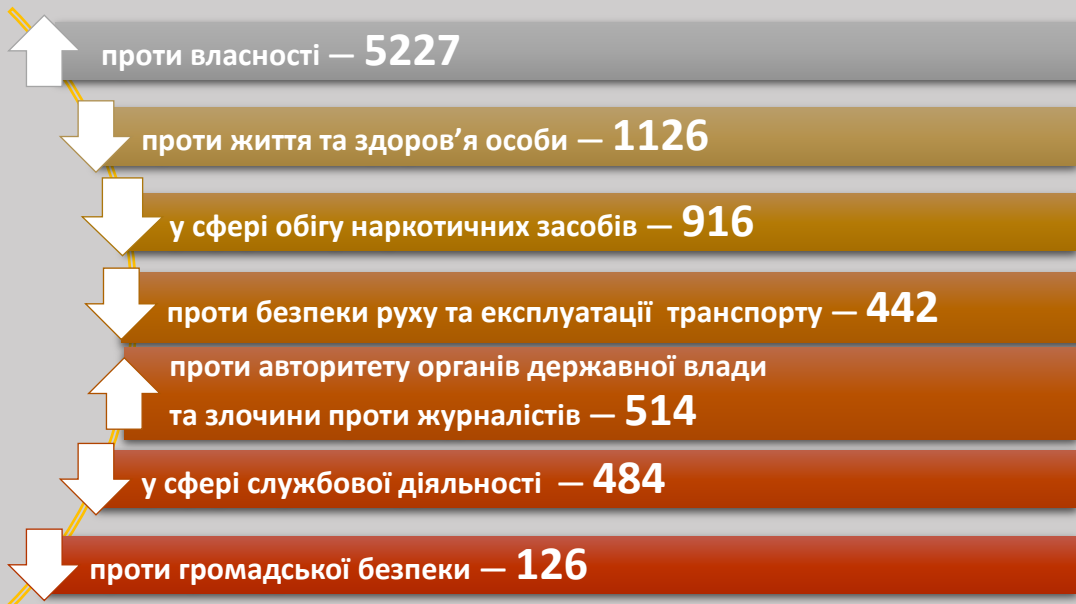 проти власності — 5227
проти життя та здоров’я особи — 1126
у сфері обігу наркотичних засобів — 916
проти безпеки руху та експлуатації транспорту — 442
проти авторитету органів державної влади
та злочини проти журналістів — 514
у сфері службової діяльності — 484
проти громадської безпеки — 126